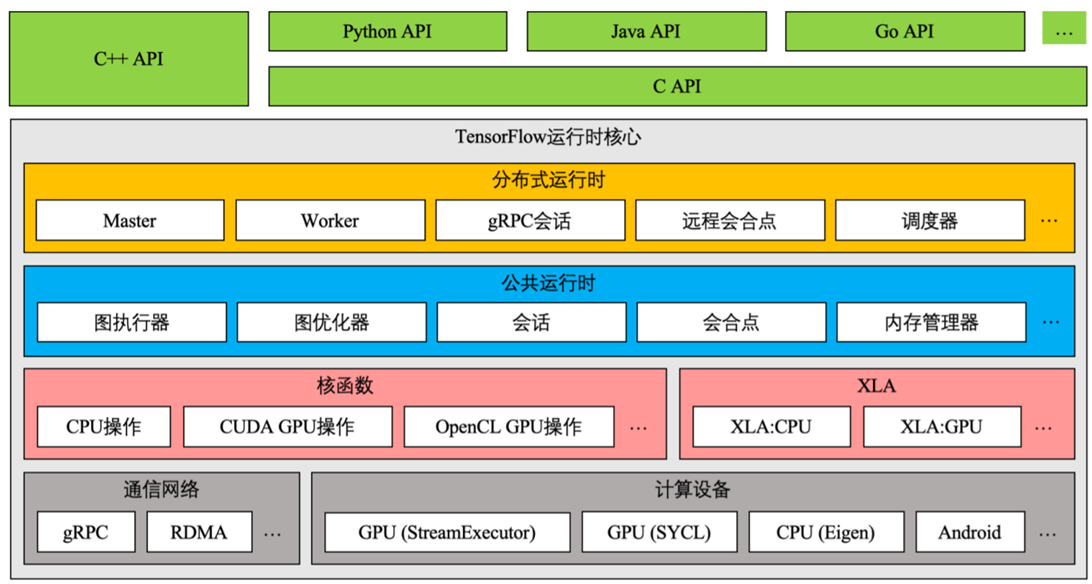 C++ API
Python API
Java API
Go API
…
C API
TensorFlow运行时核心
分布式运行时
Master
Worker
gRPC会话
远程会合点
调度器
…
公共运行时
图执行器
图优化器
会话
会合点
内存管理器
…
核函数
CPU操作
CUDA GPU操作
OpenCL GPU操作
…
XLA
XLA:CPU
XLA:GPU
…
通信网络
gRPC
RDMA
…
计算设备
GPU (StreamExecutor)
GPU (SYCL)
CPU (Eigen)
Android
…